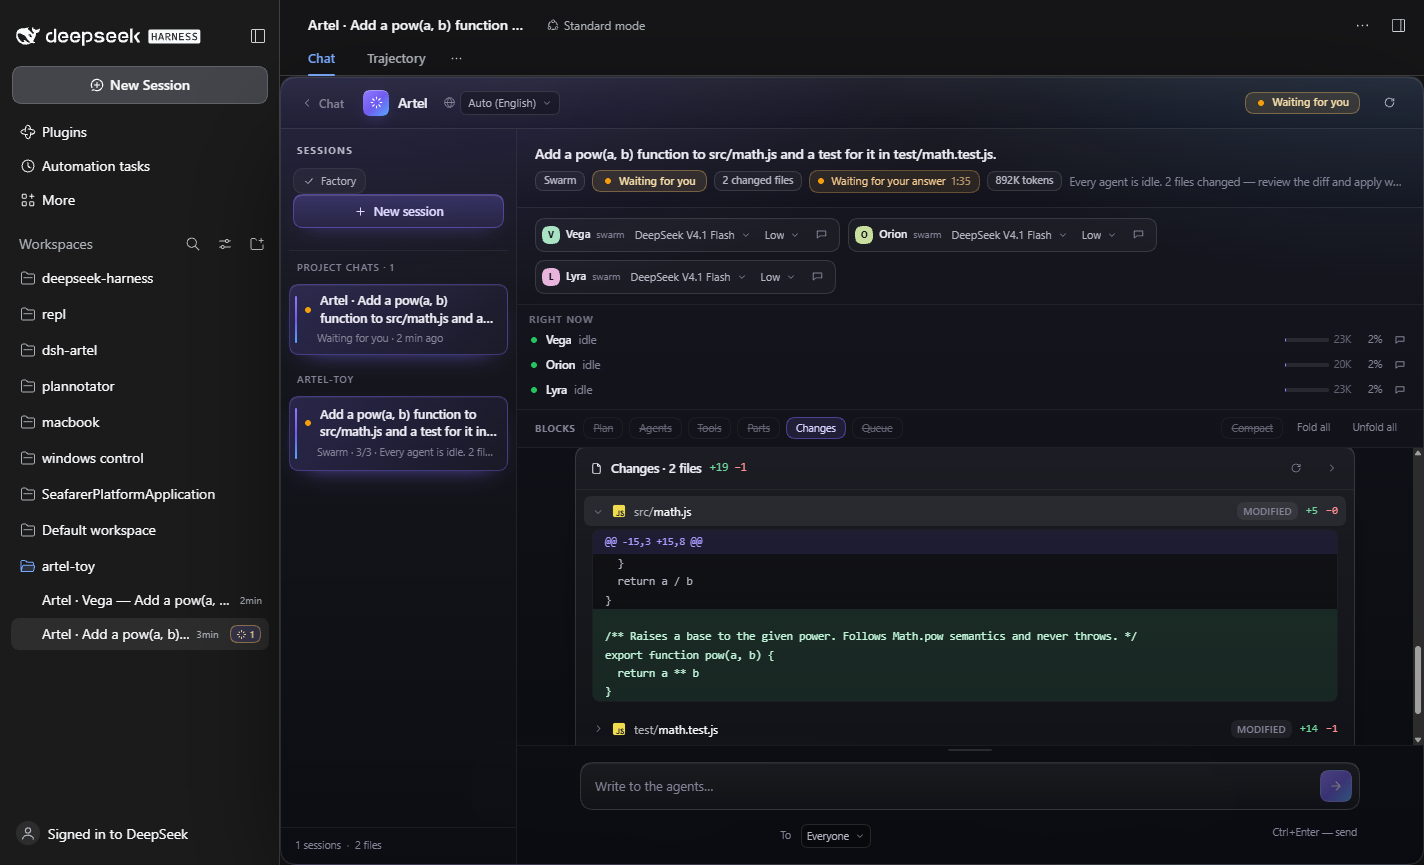 deepseek HARNESS
New Session
Plugins
Automation tasks
More
Workspaces
deepseek-harness
repl
dsh-artel
plannotator
macbook
windows control
SeafarerPlatformApplication
Default workspace
artel-toy
Artel · Vega — Add a pow(a, ... 2min
Artel · Add a pow(a, b)... 3min 1
Signed in to DeepSeek
Artel · Add a pow(a, b) function ... Standard mode
Chat Trajectory ...
Chat Artel Auto (English) Waiting for you
SESSIONS
Factory
+ New session
PROJECT CHATS · 1
Artel · Add a pow(a, b)
function to src/math.js and a...
Waiting for you · 2 min ago
ARTEL-TOY
Add a pow(a, b) function to
src/math.js and a test for it in...
Swarm · 3/3 · Every agent is idle. 2 fil...
1 sessions · 2 files
Add a pow(a, b) function to src/math.js and a test for it in test/math.test.js.
Swarm Waiting for you 2 changed files Waiting for your answer 1:35 892K tokens Every agent is idle. 2 files changed — review the diff and apply w...
V Vega swarm DeepSeek V4.1 Flash Low O Orion swarm DeepSeek V4.1 Flash Low
L Lyra swarm DeepSeek V4.1 Flash Low
RIGHT NOW
Vega idle 23K 2%
Orion idle 20K 2%
Lyra idle 23K 2%
BLOCKS Plan Agents Tools Parts Changes Queue Compact Fold all Unfold all
Changes · 2 files +19 −1
JS src/math.js MODIFIED +5 −0
@@ -15,3 +15,8 @@
}
return a / b
}
/** Raises a base to the given power. Follows Math.pow semantics and never throws. */
export function pow(a, b) {
return a ** b
}
JS test/math.test.js MODIFIED +14 −1
Write to the agents...
To Everyone Ctrl+Enter — send